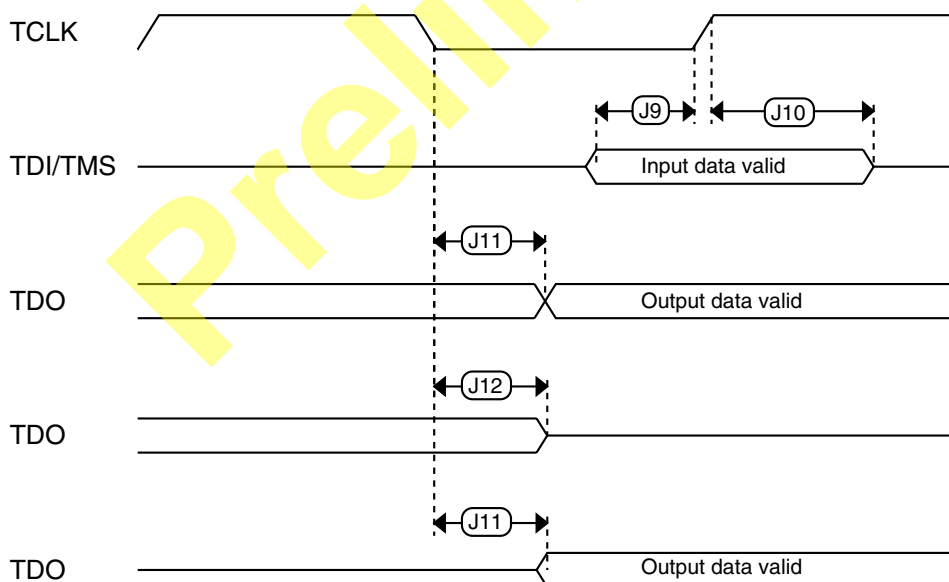 TCLK
J9
J10
TDI/TMS
Input data valid
J11
TDO
Output data valid
J12
TDO
J11
TDO
Output data valid